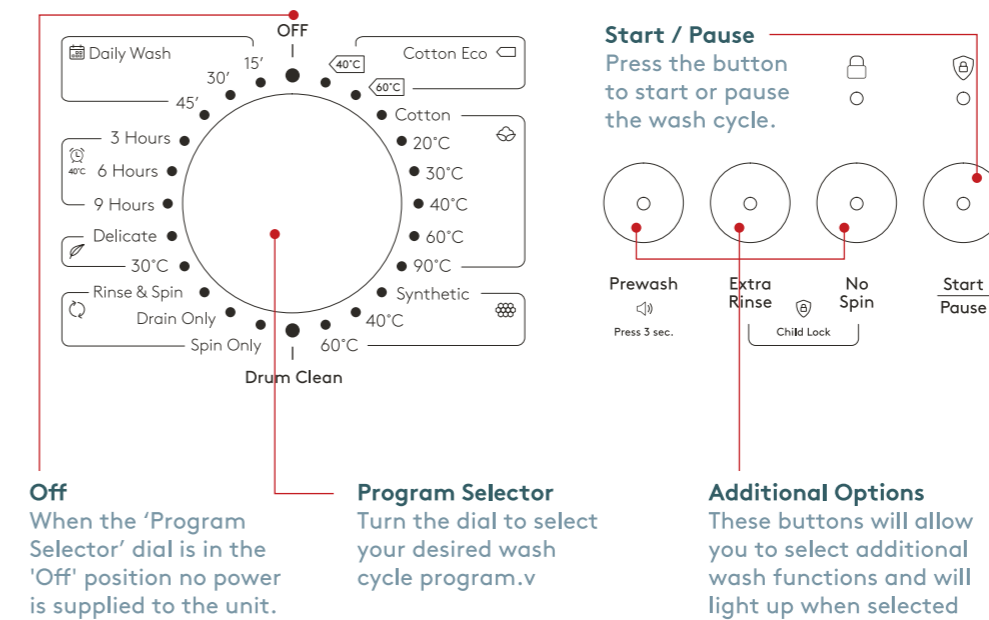 OFF
Daily Wash
15′
30′
45′
3 Hours
40°C
6 Hours
9 Hours
Delicate
30°C
Rinse & Spin
Drain Only
Spin Only
Drum Clean
Cotton Eco
40°C
60°C
Cotton
20°C
30°C
40°C
60°C
90°C
Synthetic
40°C
60°C
Start / Pause
Press the button
to start or pause
the wash cycle.
Prewash
Press 3 sec.
Extra
Rinse
No
Spin
Child Lock
Start
Pause
Off
When the ‘Program
Selector’ dial is in the
'Off' position no power
is supplied to the unit.
Program Selector
Turn the dial to select
your desired wash
cycle program.v
Additional Options
These buttons will allow
you to select additional
wash functions and will
light up when selected